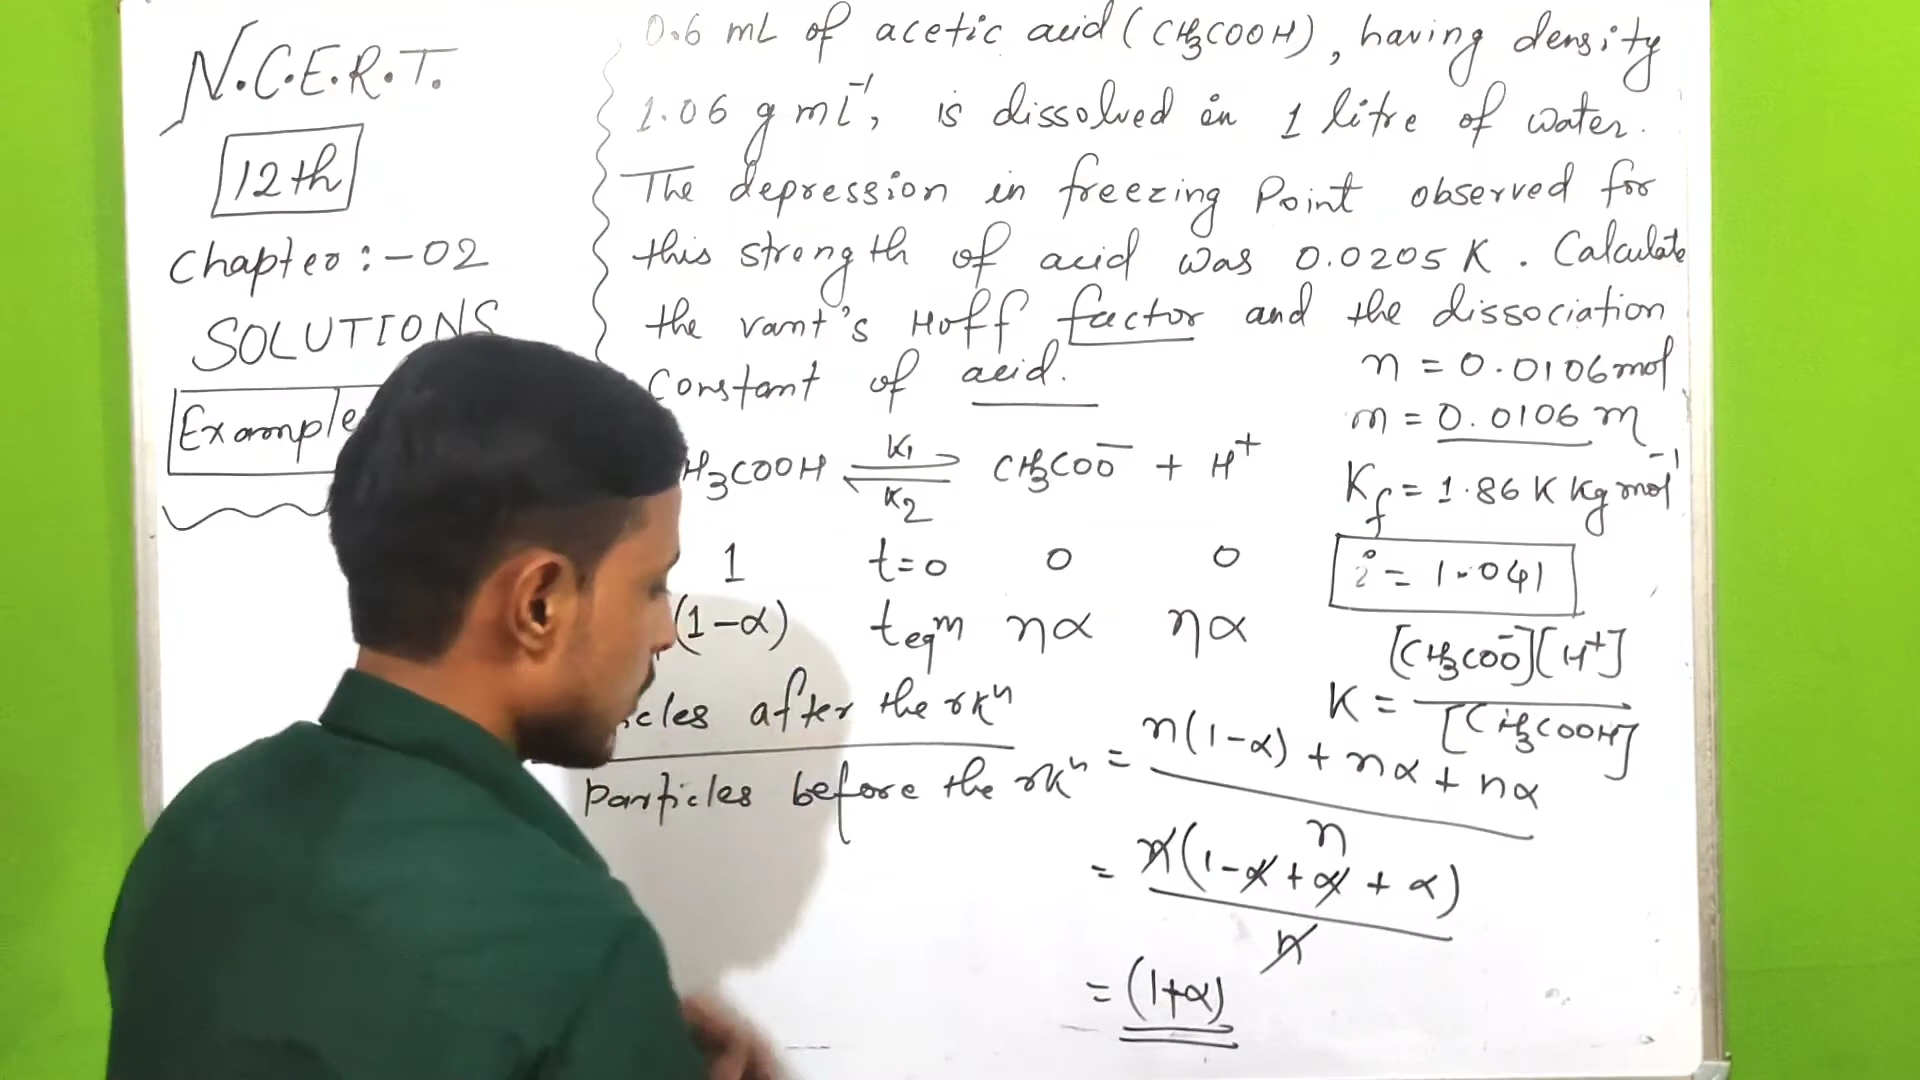 N.C.E.R.T.
12th
Chapter :- 02
SOLUTIONS
Example
0.6 mL of acetic acid (CH₃COOH), having density
1.06 g mL⁻¹, is dissolved in 1 litre of water.
The depression in freezing Point observed for
this strength of acid was 0.0205 K. Calculate
the vant's Hoff factor and the dissociation
Constant of acid.
n = 0.0106 mol
m = 0.0106 m
K_f = 1.86 K Kg mol⁻¹
i = 1.041
K = [CH₃COO⁻][H⁺] / [CH₃COOH]
H₃COOH ⇌ CH₃COO⁻ + H⁺
K₁
K₂
1 t=0 0 0
(1-α) t eqᵐ nα nα
cles after the rxⁿ
Particles before the rxⁿ
= n(1-α) + nα + nα
n
= n(1-α+α+α)
n
= (1+α)